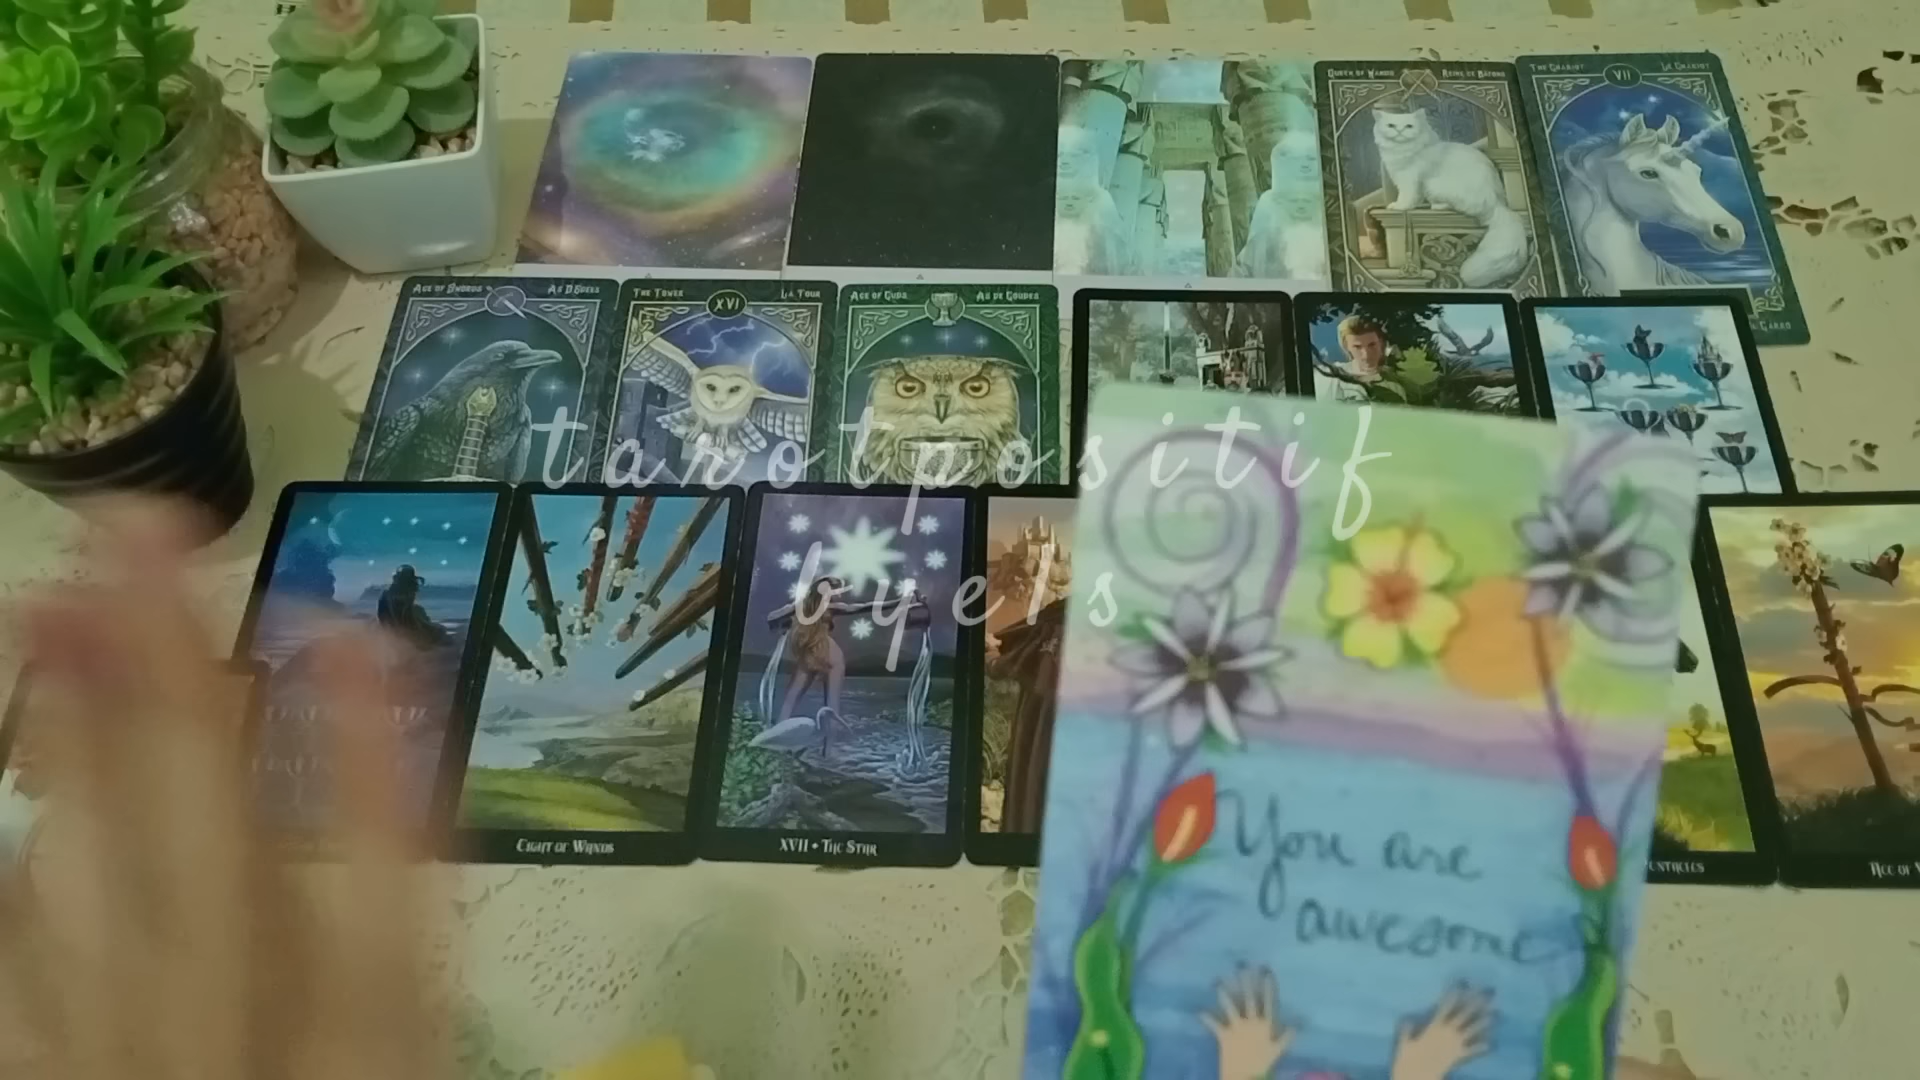 QUEEN OF WANDS REINE DE BÂTONS
THE CHARIOT VII LE CHARIOT
ACE OF SWORDS AS D'ÉPÉES
THE TOWER XVI LA TOUR
ACE OF CUPS AS DE COUPES
tarotpositif
byels
EIGHT OF WANDS
XVII • THE STAR
You are
awesome
ACE OF